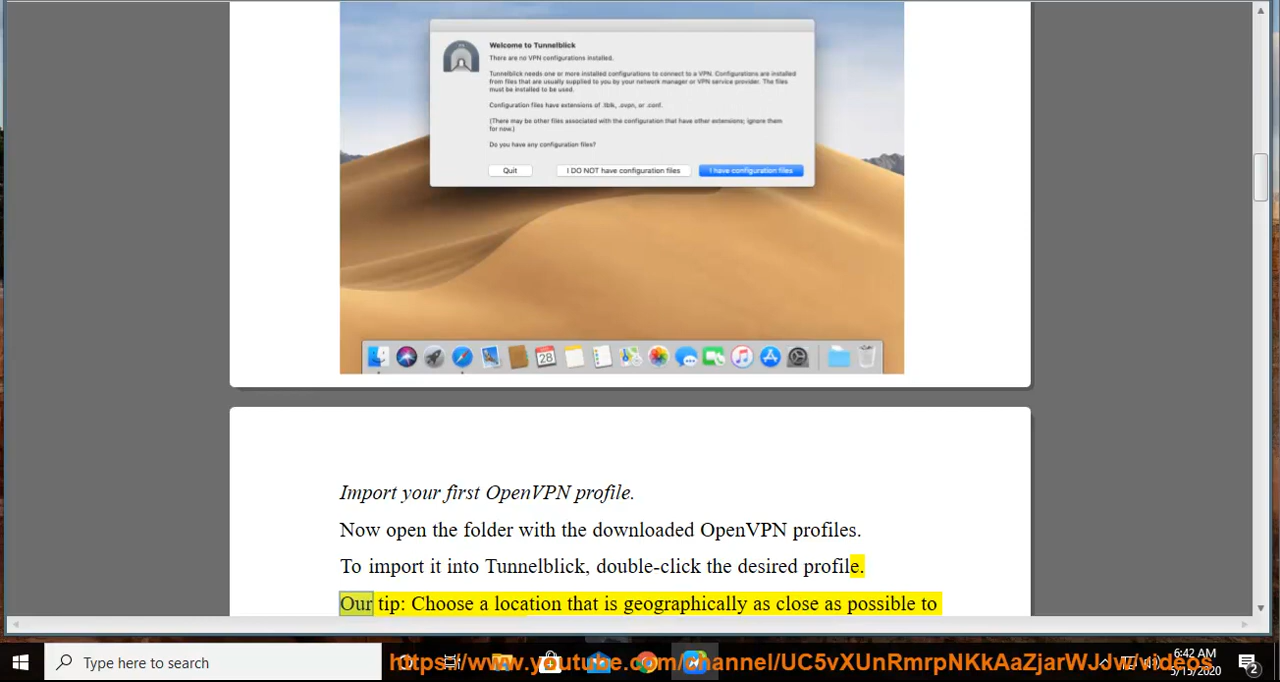 Welcome to Tunnelblick
There are no VPN configurations installed.
Tunnelblick needs one or more installed configurations to connect to a VPN. Configurations are installed
from files that are usually supplied to you by your network manager or VPN service provider. The files
must be installed to be used.
Configuration files have extensions of .tblk, .ovpn, or .conf.
(There may be other files associated with the configuration that have other extensions; ignore them
for now.)
Do you have any configuration files?
Quit
I DO NOT have configuration files
I have configuration files
28
Import your first OpenVPN profile.
Now open the folder with the downloaded OpenVPN profiles.
To import it into Tunnelblick, double-click the desired profile.
Our tip: Choose a location that is geographically as close as possible to
Type here to search
https://www.youtube.com/channel/UC5vXUnRmrpNKkAaZjarWJJw/videos
6:42 AM
5/15/2020
2